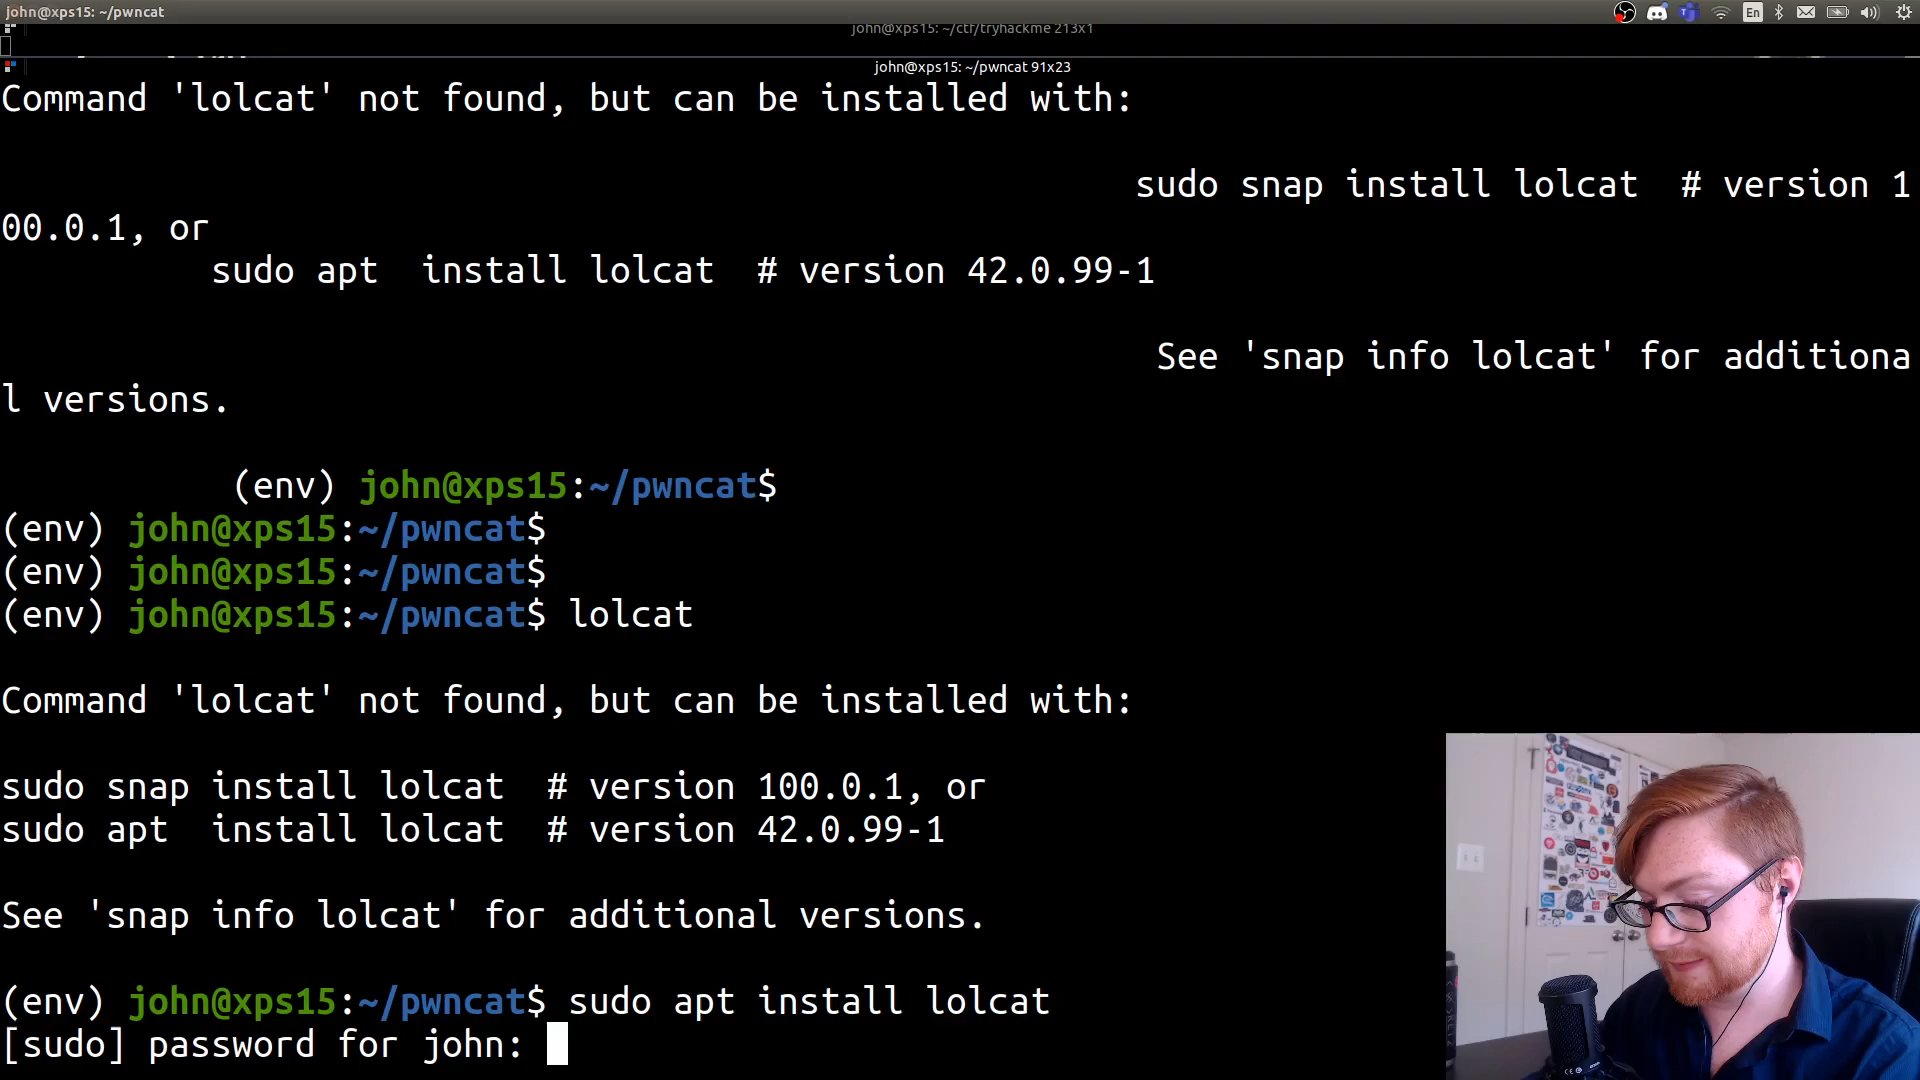 john@xps15: ~/pwncat
En
john@xps15: ~/ctf/tryhackme 213x1
john@xps15: ~/pwncat 91x23
Command 'lolcat' not found, but can be installed with:
sudo snap install lolcat  # version 1
00.0.1, or
sudo apt  install lolcat  # version 42.0.99-1
See 'snap info lolcat' for additiona
l versions.
(env) john@xps15:~/pwncat$
(env) john@xps15:~/pwncat$
(env) john@xps15:~/pwncat$
(env) john@xps15:~/pwncat$ lolcat
Command 'lolcat' not found, but can be installed with:
sudo snap install lolcat  # version 100.0.1, or
sudo apt  install lolcat  # version 42.0.99-1
See 'snap info lolcat' for additional versions.
(env) john@xps15:~/pwncat$ sudo apt install lolcat
[sudo] password for john: